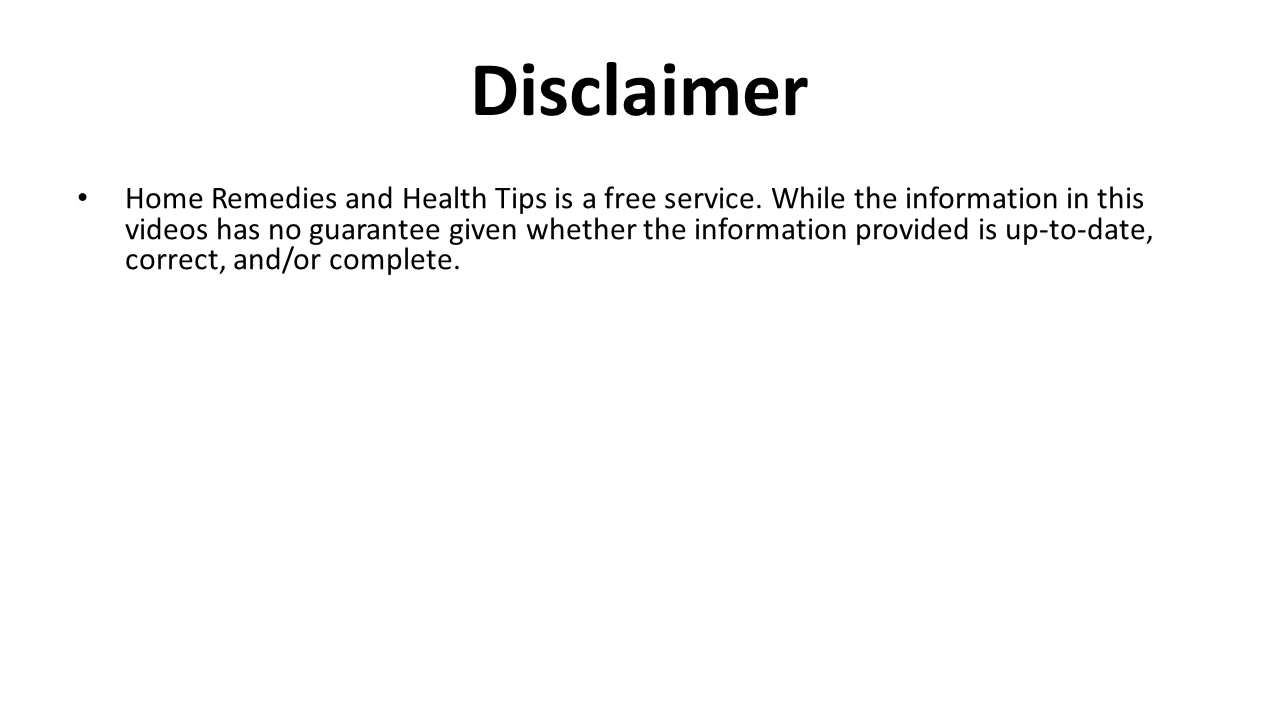 Disclaimer
• Home Remedies and Health Tips is a free service. While the information in this
videos has no guarantee given whether the information provided is up-to-date,
correct, and/or complete.